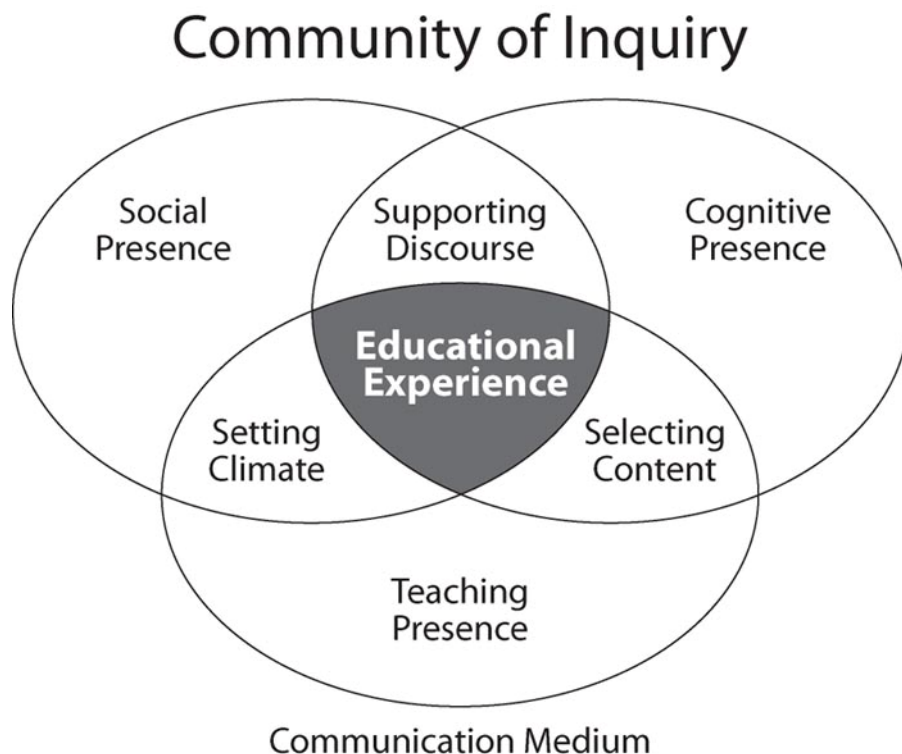 Community of Inquiry
Social
Presence
Supporting
Discourse
Cognitive
Presence
Educational
Experience
Setting
Climate
Selecting
Content
Teaching
Presence
Communication Medium